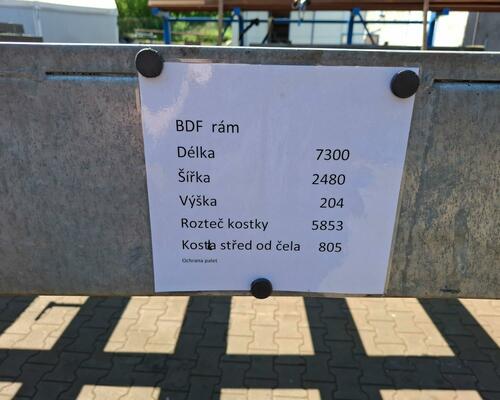 BDF rám
Délka 7300
Šířka 2480
Výška 204
Rozteč kostky 5853
Kostka střed od čela 805
Ochrana palet